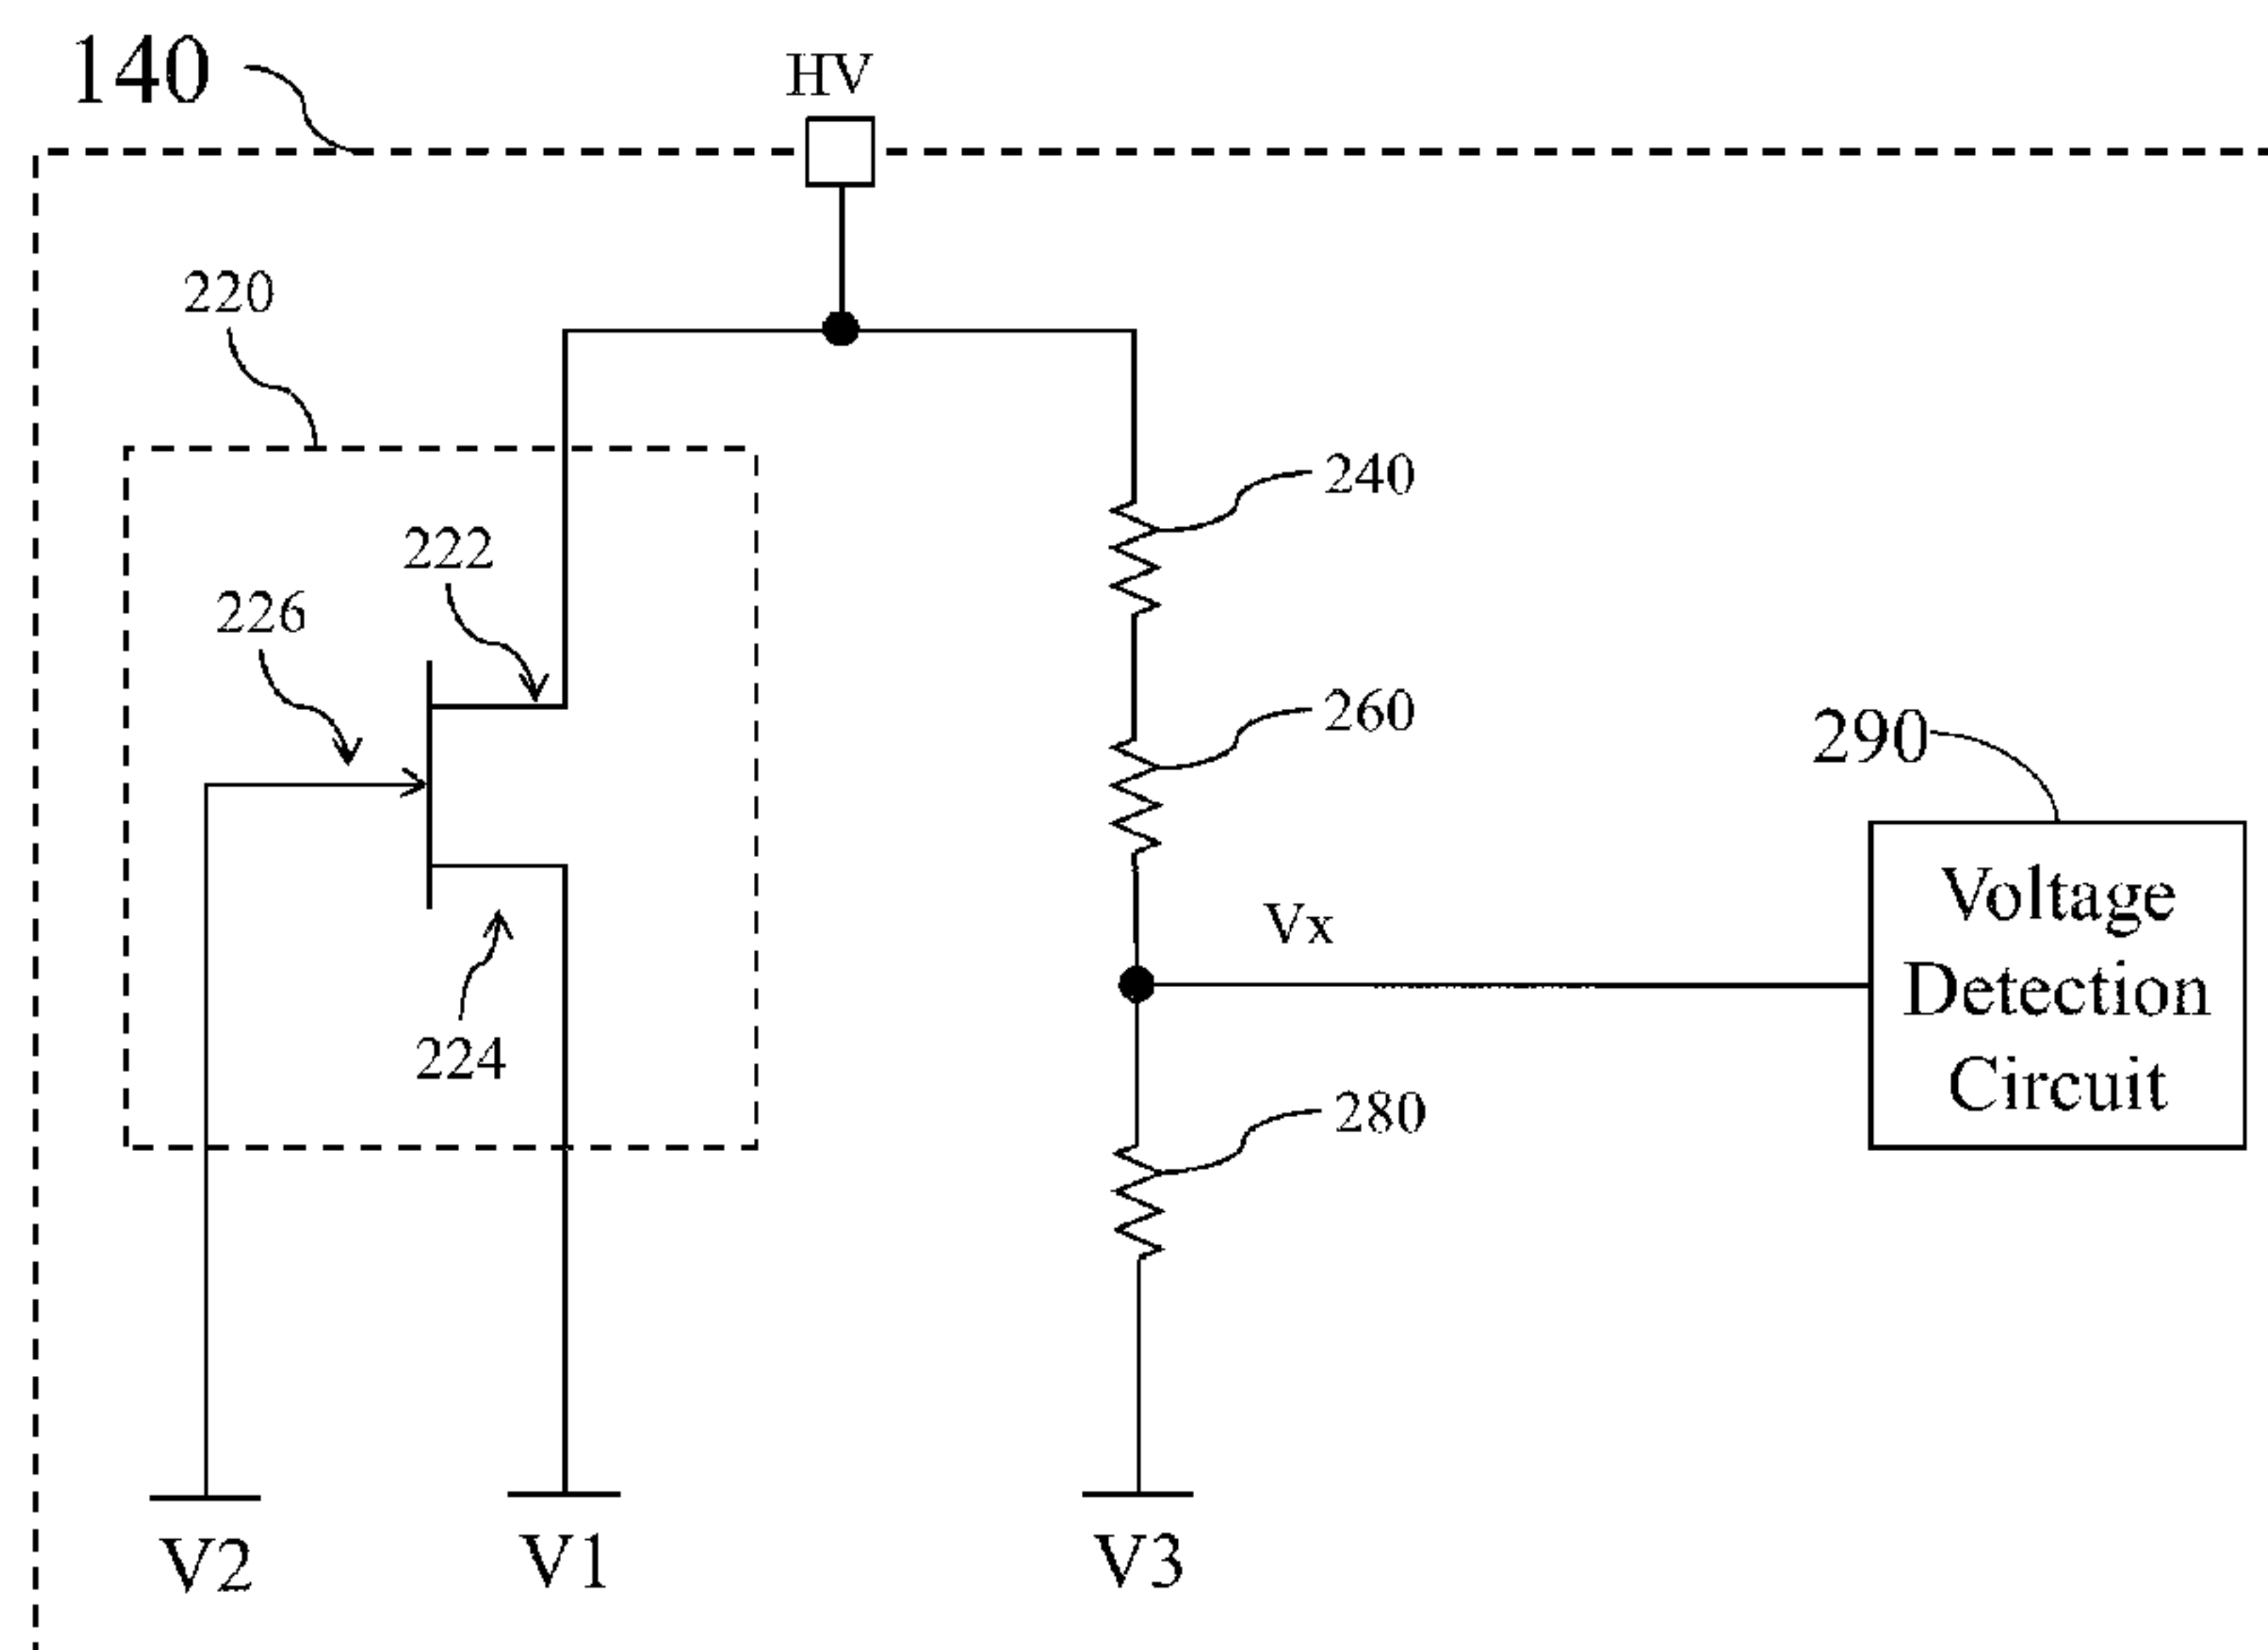 140
HV
220
240
222
226
260
290
Voltage
Detection
Circuit
Vx
224
280
V2
V1
V3